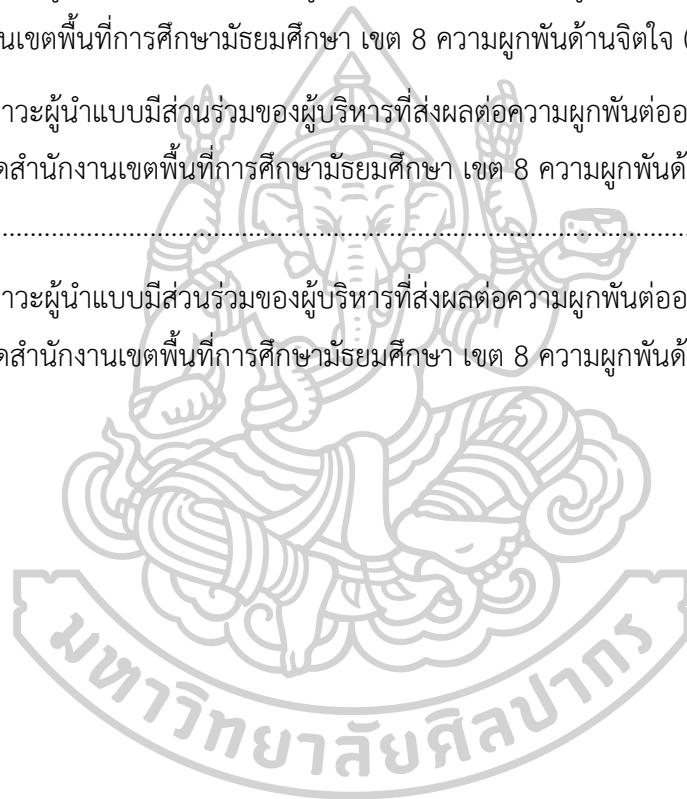 นเขตพื้นที่การศึกษามัธยมศึกษา เขต 8 ความผูกพันด้านจิตใจ (
าวะผู้นำแบบมีส่วนร่วมของผู้บริหารที่ส่งผลต่อความผูกพันต่ออ
ดสำนักงานเขตพื้นที่การศึกษามัธยมศึกษา เขต 8 ความผูกพันด้
........................................................................................................
าวะผู้นำแบบมีส่วนร่วมของผู้บริหารที่ส่งผลต่อความผูกพันต่ออ
ดสำนักงานเขตพื้นที่การศึกษามัธยมศึกษา เขต 8 ความผูกพันด้
มหาวิทยาลัยศิลปากร